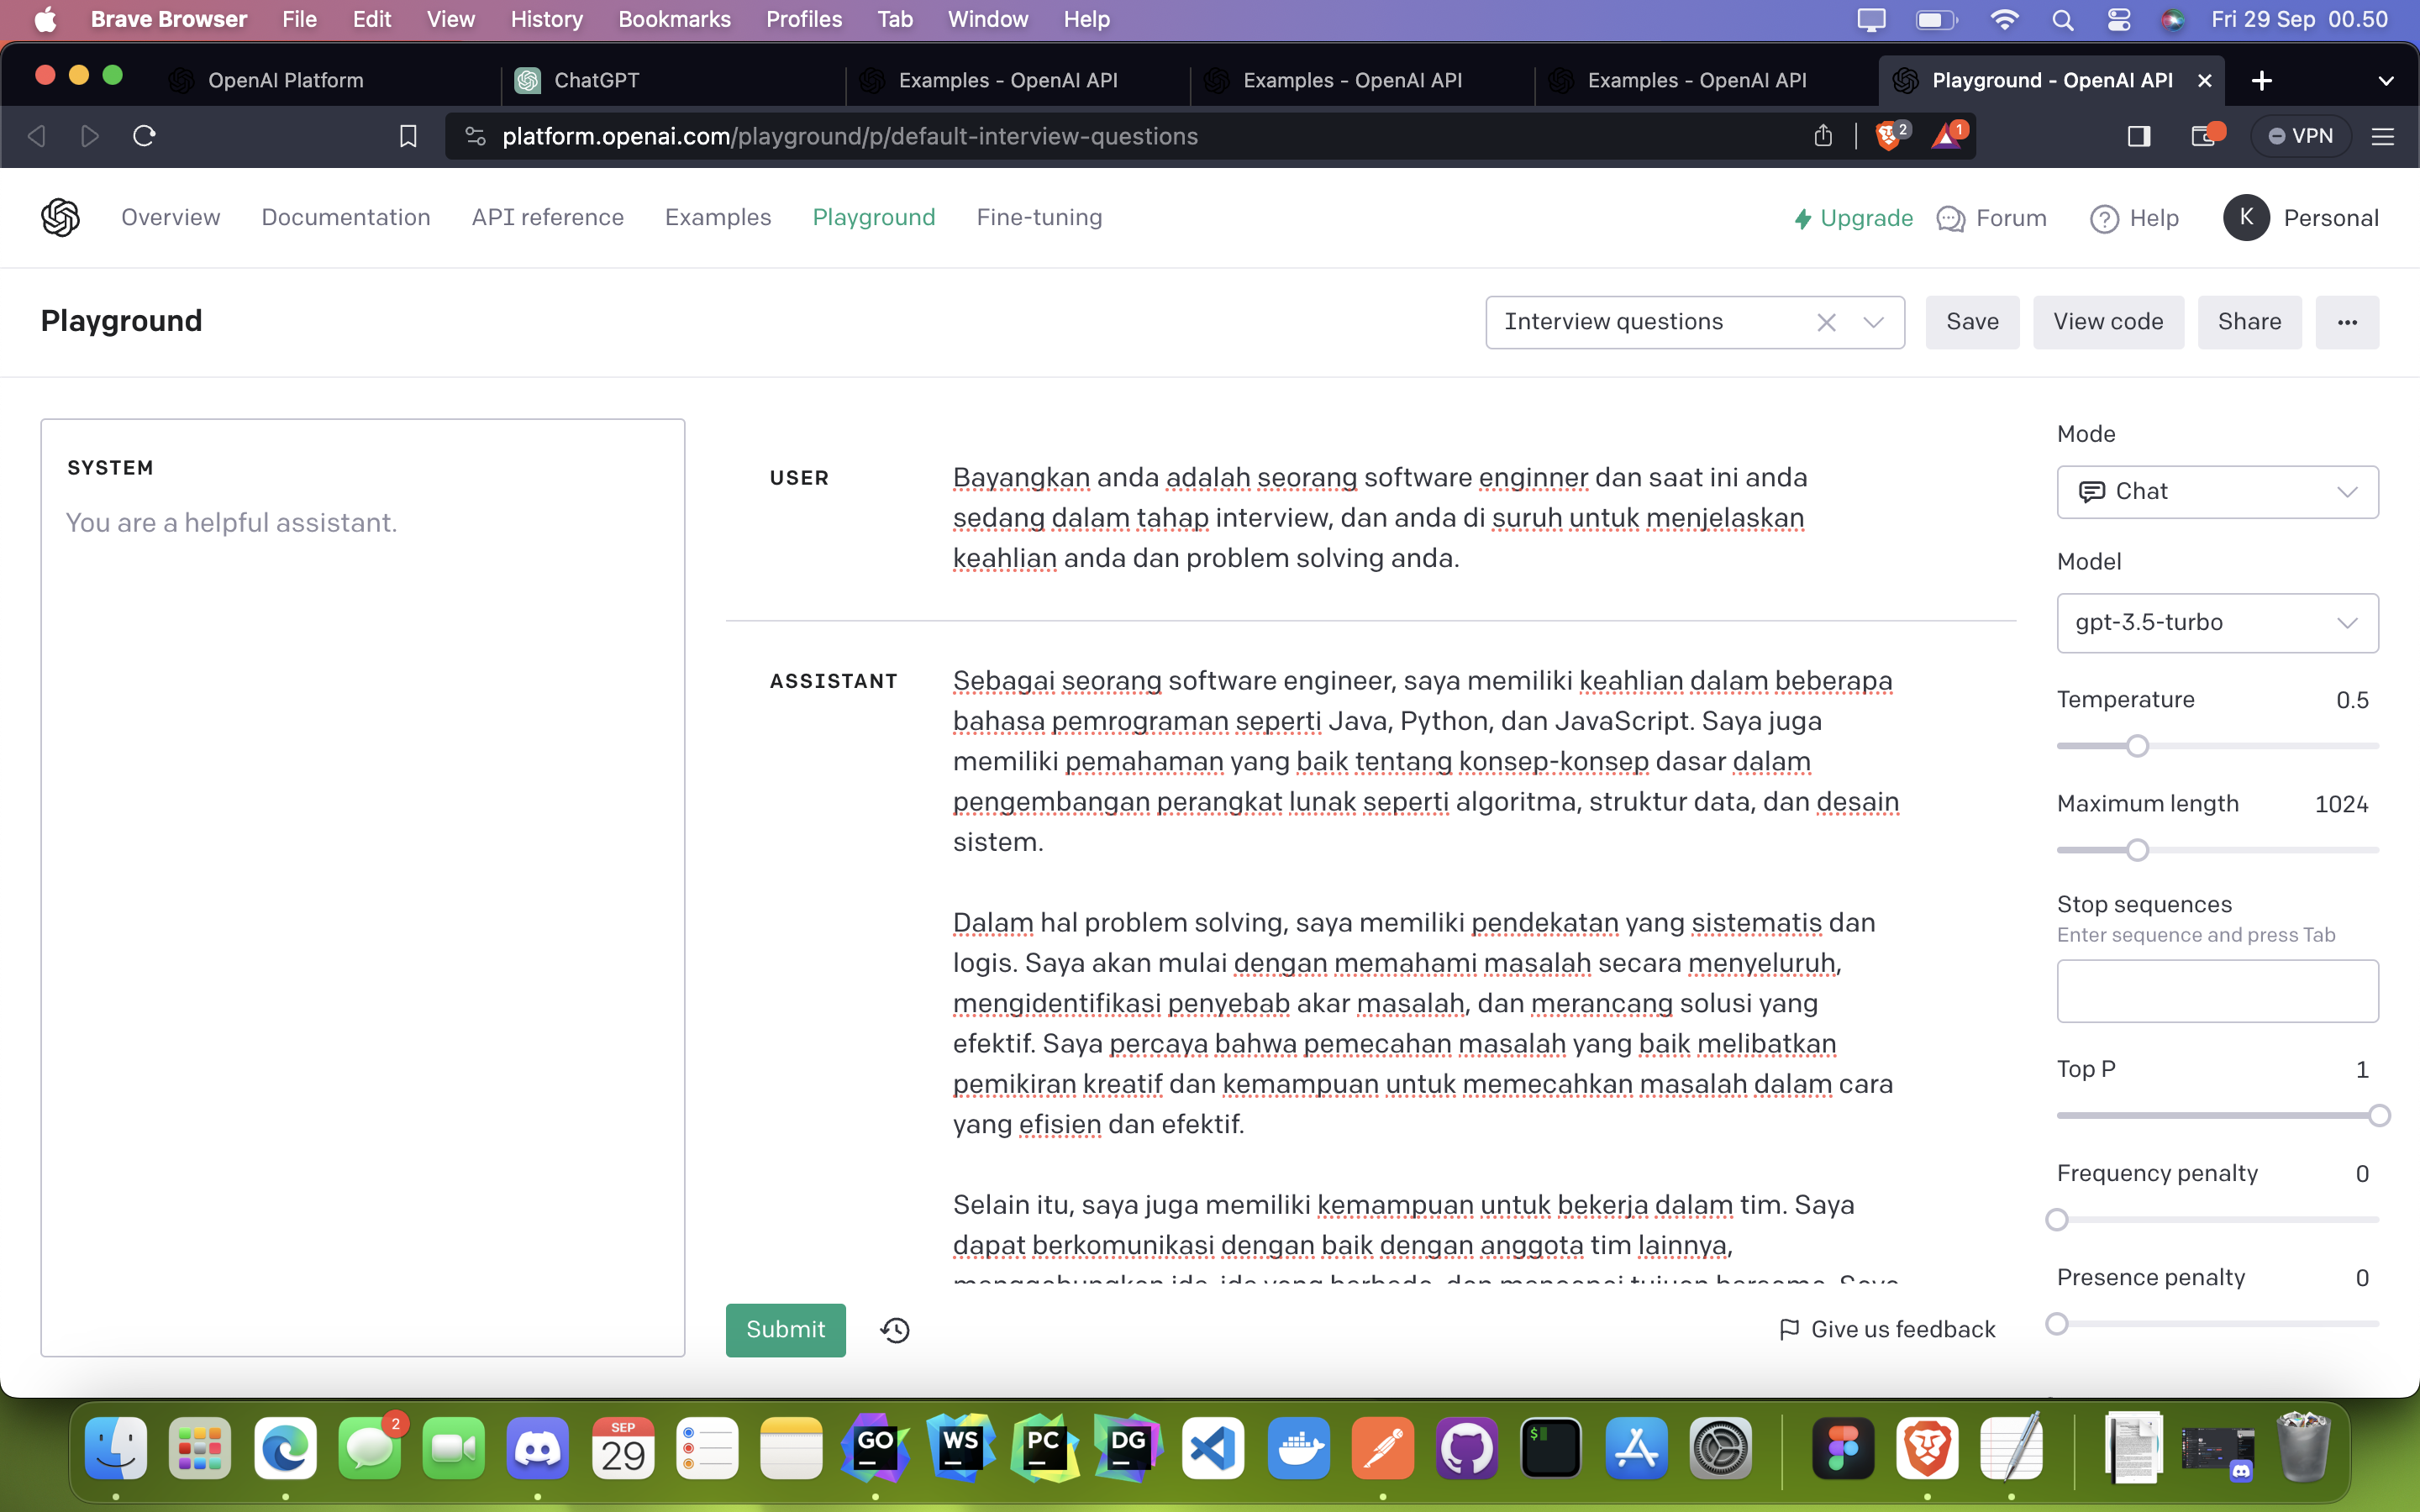 Brave Browser File Edit View History Bookmarks Profiles Tab Window Help Fri 29 Sep 00.50
OpenAI Platform ChatGPT Examples - OpenAI API Examples - OpenAI API Examples - OpenAI API Playground - OpenAI API
platform.openai.com/playground/p/default-interview-questions 2 1 VPN
Overview Documentation API reference Examples Playground Fine-tuning Upgrade Forum Help K Personal
Playground Interview questions Save View code Share ...
SYSTEM
You are a helpful assistant.
USER
Bayangkan anda adalah seorang software enginner dan saat ini anda
sedang dalam tahap interview, dan anda di suruh untuk menjelaskan
keahlian anda dan problem solving anda.
ASSISTANT
Sebagai seorang software engineer, saya memiliki keahlian dalam beberapa
bahasa pemrograman seperti Java, Python, dan JavaScript. Saya juga
memiliki pemahaman yang baik tentang konsep-konsep dasar dalam
pengembangan perangkat lunak seperti algoritma, struktur data, dan desain
sistem.
Dalam hal problem solving, saya memiliki pendekatan yang sistematis dan
logis. Saya akan mulai dengan memahami masalah secara menyeluruh,
mengidentifikasi penyebab akar masalah, dan merancang solusi yang
efektif. Saya percaya bahwa pemecahan masalah yang baik melibatkan
pemikiran kreatif dan kemampuan untuk memecahkan masalah dalam cara
yang efisien dan efektif.
Selain itu, saya juga memiliki kemampuan untuk bekerja dalam tim. Saya
dapat berkomunikasi dengan baik dengan anggota tim lainnya,
Submit
Give us feedback
Mode
Chat
Model
gpt-3.5-turbo
Temperature 0.5
Maximum length 1024
Stop sequences
Enter sequence and press Tab
Top P 1
Frequency penalty 0
Presence penalty 0
2 SEP 29 GO WS PC DG $